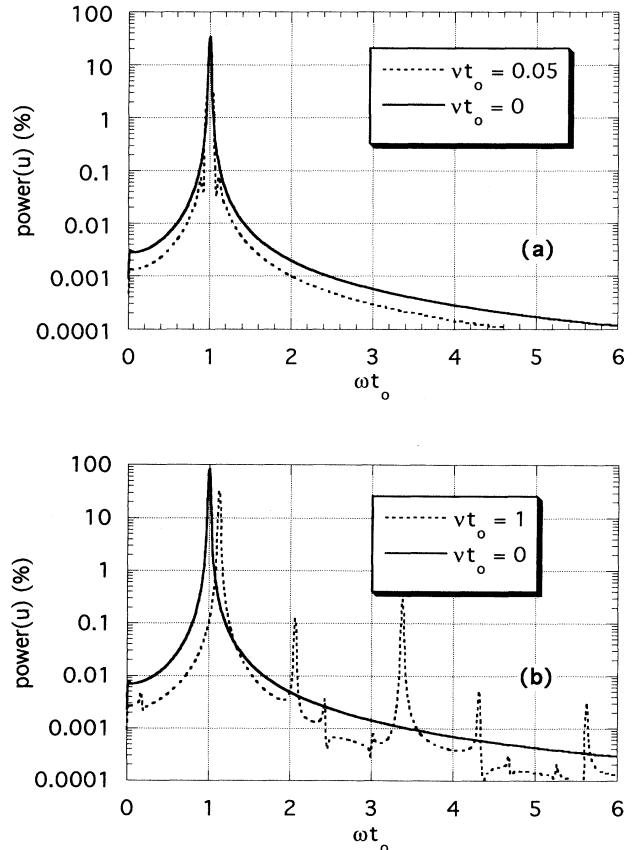 100
10
1
0.1
0.01
0.001
0.0001
power(u) (%)
νt_o = 0.05
νt_o = 0
(a)
0 1 2 3 4 5 6
ωt_o
100
10
1
0.1
0.01
0.001
0.0001
power(u) (%)
νt_o = 1
νt_o = 0
(b)
0 1 2 3 4 5 6
ωt_o